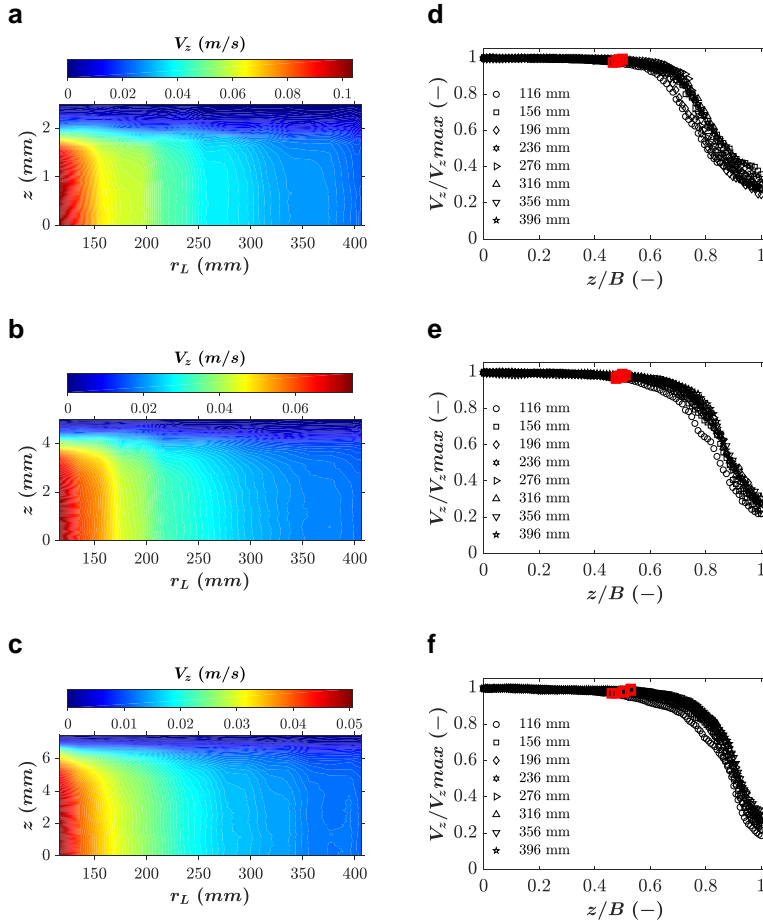 a
V_z (m/s)
0 0.02 0.04 0.06 0.08 0.1
z (mm)
2
1
0
150 200 250 300 350 400
r_L (mm)
b
V_z (m/s)
0 0.02 0.04 0.06
z (mm)
4
2
0
150 200 250 300 350 400
r_L (mm)
c
V_z (m/s)
0 0.01 0.02 0.03 0.04 0.05
z (mm)
6
4
2
0
150 200 250 300 350 400
r_L (mm)
d
V_z/V_zmax (−)
1
0.8
0.6
0.4
0.2
0
116 mm
156 mm
196 mm
236 mm
276 mm
316 mm
356 mm
396 mm
0 0.2 0.4 0.6 0.8 1
z/B (−)
e
V_z/V_zmax (−)
1
0.8
0.6
0.4
0.2
0
116 mm
156 mm
196 mm
236 mm
276 mm
316 mm
356 mm
396 mm
0 0.2 0.4 0.6 0.8 1
z/B (−)
f
V_z/V_zmax (−)
1
0.8
0.6
0.4
0.2
0
116 mm
156 mm
196 mm
236 mm
276 mm
316 mm
356 mm
396 mm
0 0.2 0.4 0.6 0.8 1
z/B (−)